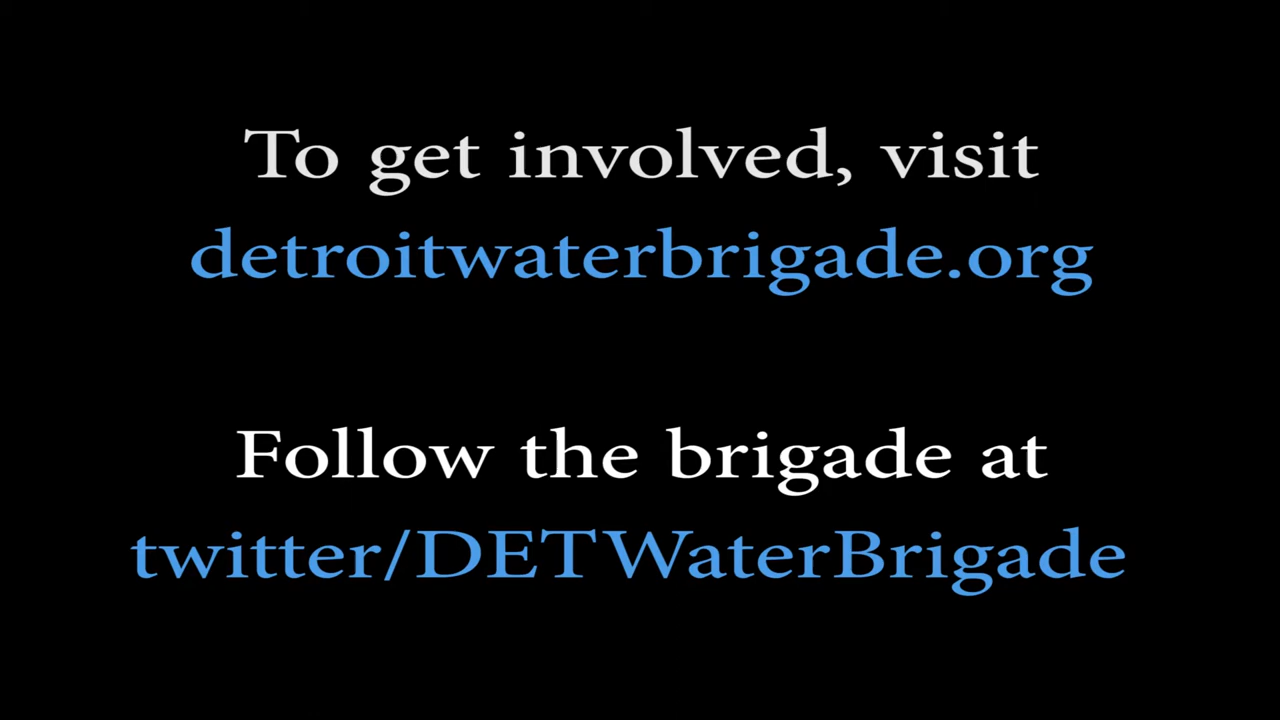 To get involved, visit
detroitwaterbrigade.org
Follow the brigade at
twitter/DETWaterBrigade